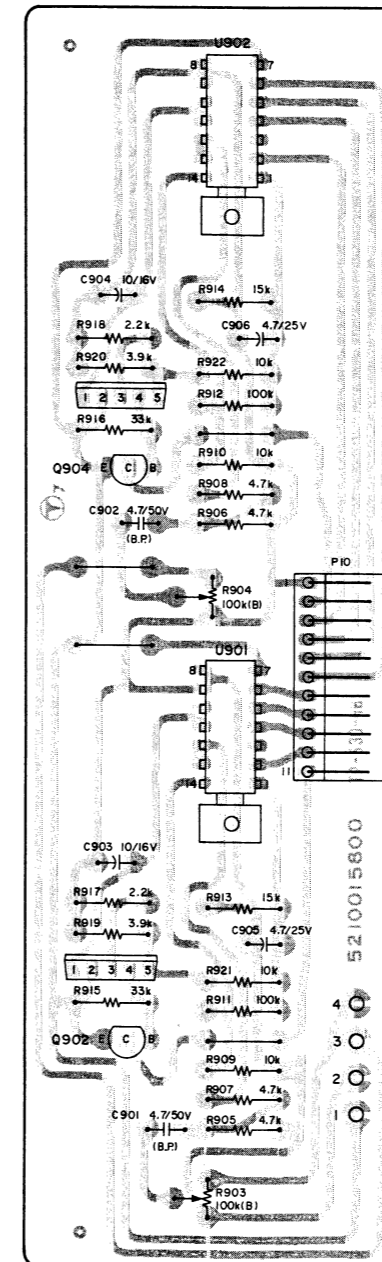 U902
8 7
14
C904 10/16V
R914 15k
R918 2.2k
C906 4.7/25V
R920 3.9k
R922 10k
1 2 3 4 5
R912 100k
R916 33k
R910 10k
Q904 E C B
R908 4.7k
C902 4.7/50V
(B.P.)
R906 4.7k
P10
R904
100k(B)
U901
8 7
14
11
C903 10/16V
R917 2.2k
R913 15k
R919 3.9k
C905 4.7/25V
1 2 3 4 5
R921 10k
R915 33k
R911 100k
Q902 E C B
R909 10k
R907 4.7k
C901 4.7/50V
(B.P.)
R905 4.7k
R903
100k(B)
5210015800
4
3
2
1